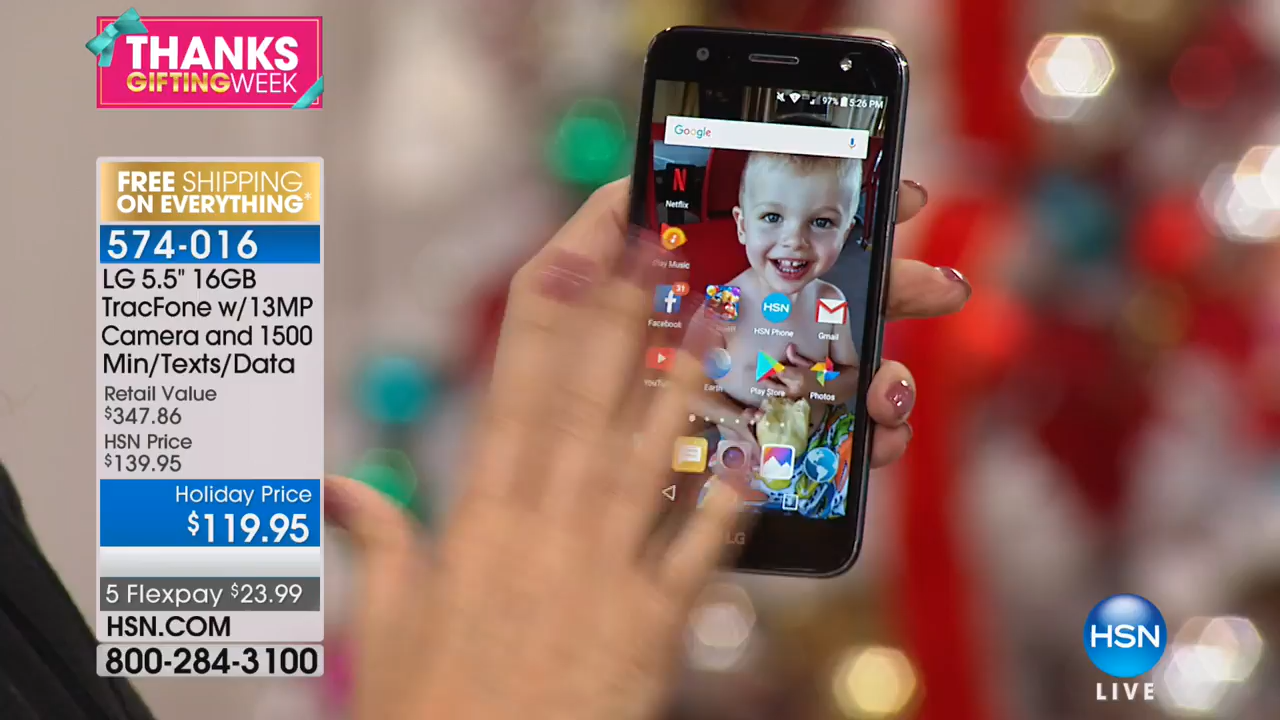 THANKS
GIFTINGWEEK
FREE SHIPPING
ON EVERYTHING*
574-016
LG 5.5" 16GB
TracFone w/13MP
Camera and 1500
Min/Texts/Data
Retail Value
$347.86
HSN Price
$139.95
Holiday Price
$119.95
5 Flexpay $23.99
HSN.COM
800-284-3100
97% 5:26 PM
Google
Netflix
Play Music
31
Facebook
HSN
HSN Phone
Gmail
YouTube
Earth
Play Store
Photos
LG
HSN
LIVE